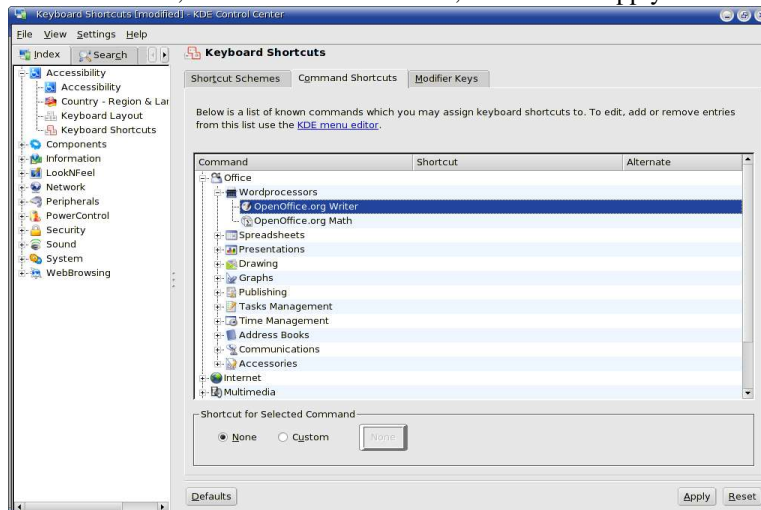 Keyboard Shortcuts [modified] - KDE Control Center
File View Settings Help
Index Search
Accessibility
Accessibility
Country - Region & Lan
Keyboard Layout
Keyboard Shortcuts
Components
Information
LookNFeel
Network
Peripherals
PowerControl
Security
Sound
System
WebBrowsing
Keyboard Shortcuts
Shortcut Schemes Command Shortcuts Modifier Keys
Below is a list of known commands which you may assign keyboard shortcuts to. To edit, add or remove entries
from this list use the KDE menu editor.
Command Shortcut Alternate
Office
Wordprocessors
OpenOffice.org Writer
OpenOffice.org Math
Spreadsheets
Presentations
Drawing
Graphs
Publishing
Tasks Management
Time Management
Address Books
Communications
Accessories
Internet
Multimedia
Shortcut for Selected Command
None Custom None
Defaults Apply Reset